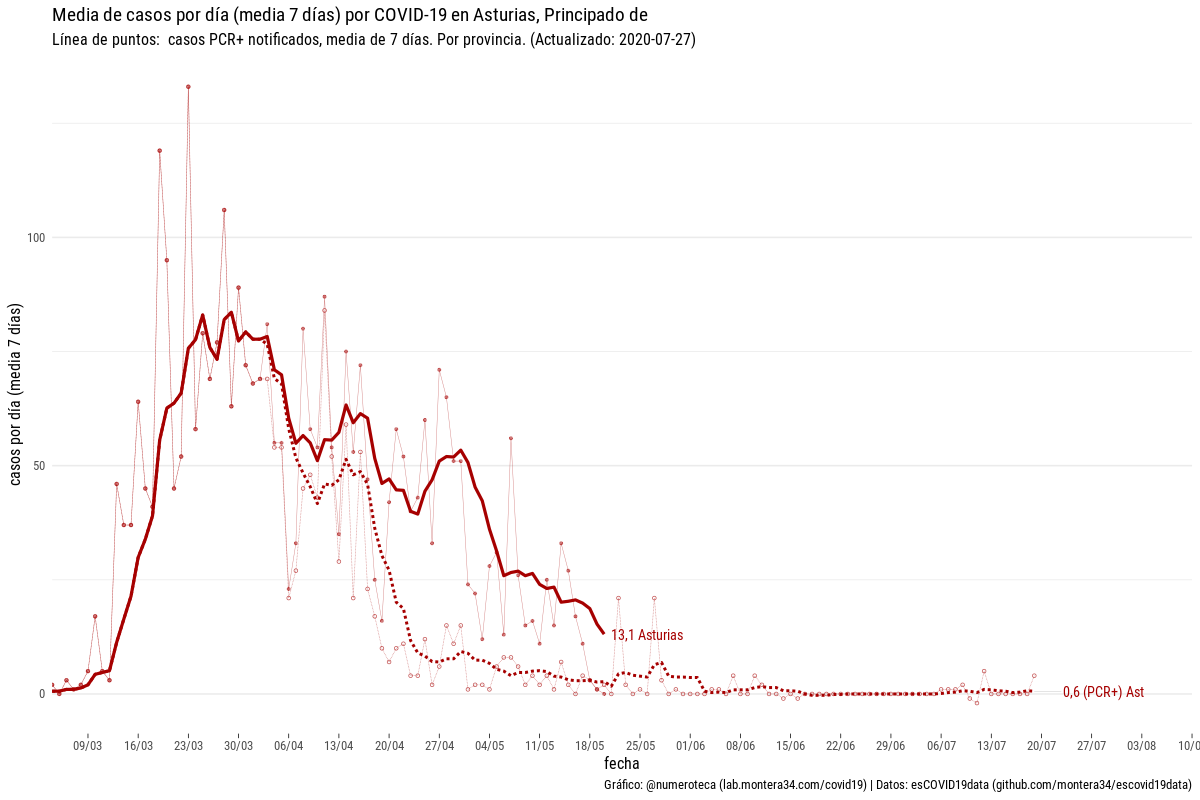 Media de casos por día (media 7 días) por COVID-19 en Asturias, Principado de
Línea de puntos:  casos PCR+ notificados, media de 7 días. Por provincia. (Actualizado: 2020-07-27)
casos por día (media 7 días)
100
50
0
13,1 Asturias
0,6 (PCR+) Ast
09/03 16/03 23/03 30/03 06/04 13/04 20/04 27/04 04/05 11/05 18/05 25/05 01/06 08/06 15/06 22/06 29/06 06/07 13/07 20/07 27/07 03/08 10/0
fecha
Gráfico: @numeroteca (lab.montera34.com/covid19) | Datos: esCOVID19data (github.com/montera34/escovid19data)